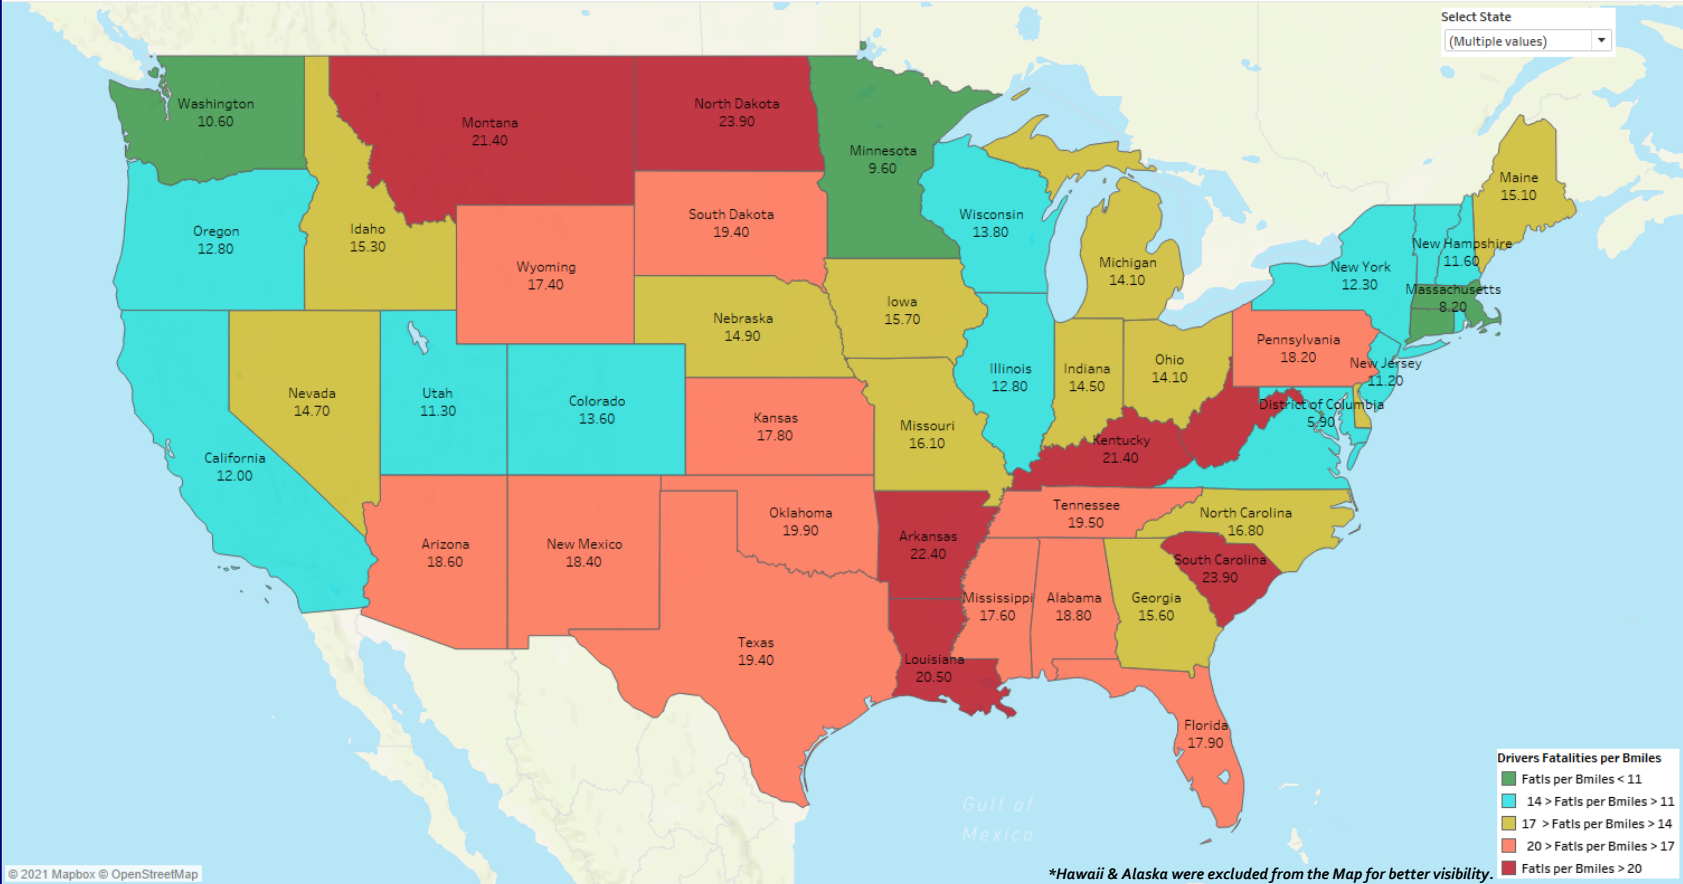 Select State
(Multiple values)
Washington
10.60
Montana
21.40
North Dakota
23.90
Minnesota
9.60
Maine
15.10
Oregon
12.80
Idaho
15.30
South Dakota
19.40
Wisconsin
13.80
Wyoming
17.40
Michigan
14.10
New York
12.30
New Hampshire
11.60
Massachusetts
8.20
Nebraska
14.90
Iowa
15.70
Pennsylvania
18.20
New Jersey
11.20
Nevada
14.70
Utah
11.30
Colorado
13.60
Illinois
12.80
Indiana
14.50
Ohio
14.10
District of Columbia
5.90
Kansas
17.80
Missouri
16.10
Kentucky
21.40
California
12.00
Arizona
18.60
New Mexico
18.40
Oklahoma
19.90
Arkansas
22.40
Tennessee
19.50
North Carolina
16.80
South Carolina
23.90
Mississippi
17.60
Alabama
18.80
Georgia
15.60
Texas
19.40
Louisiana
20.50
Florida
17.90
Gulf of
Mexico
Drivers Fatalities per Bmiles
Fatls per Bmiles < 11
14 > Fatls per Bmiles > 11
17 > Fatls per Bmiles > 14
20 > Fatls per Bmiles > 17
Fatls per Bmiles > 20
© 2021 Mapbox © OpenStreetMap
*Hawaii & Alaska were excluded from the Map for better visibility.